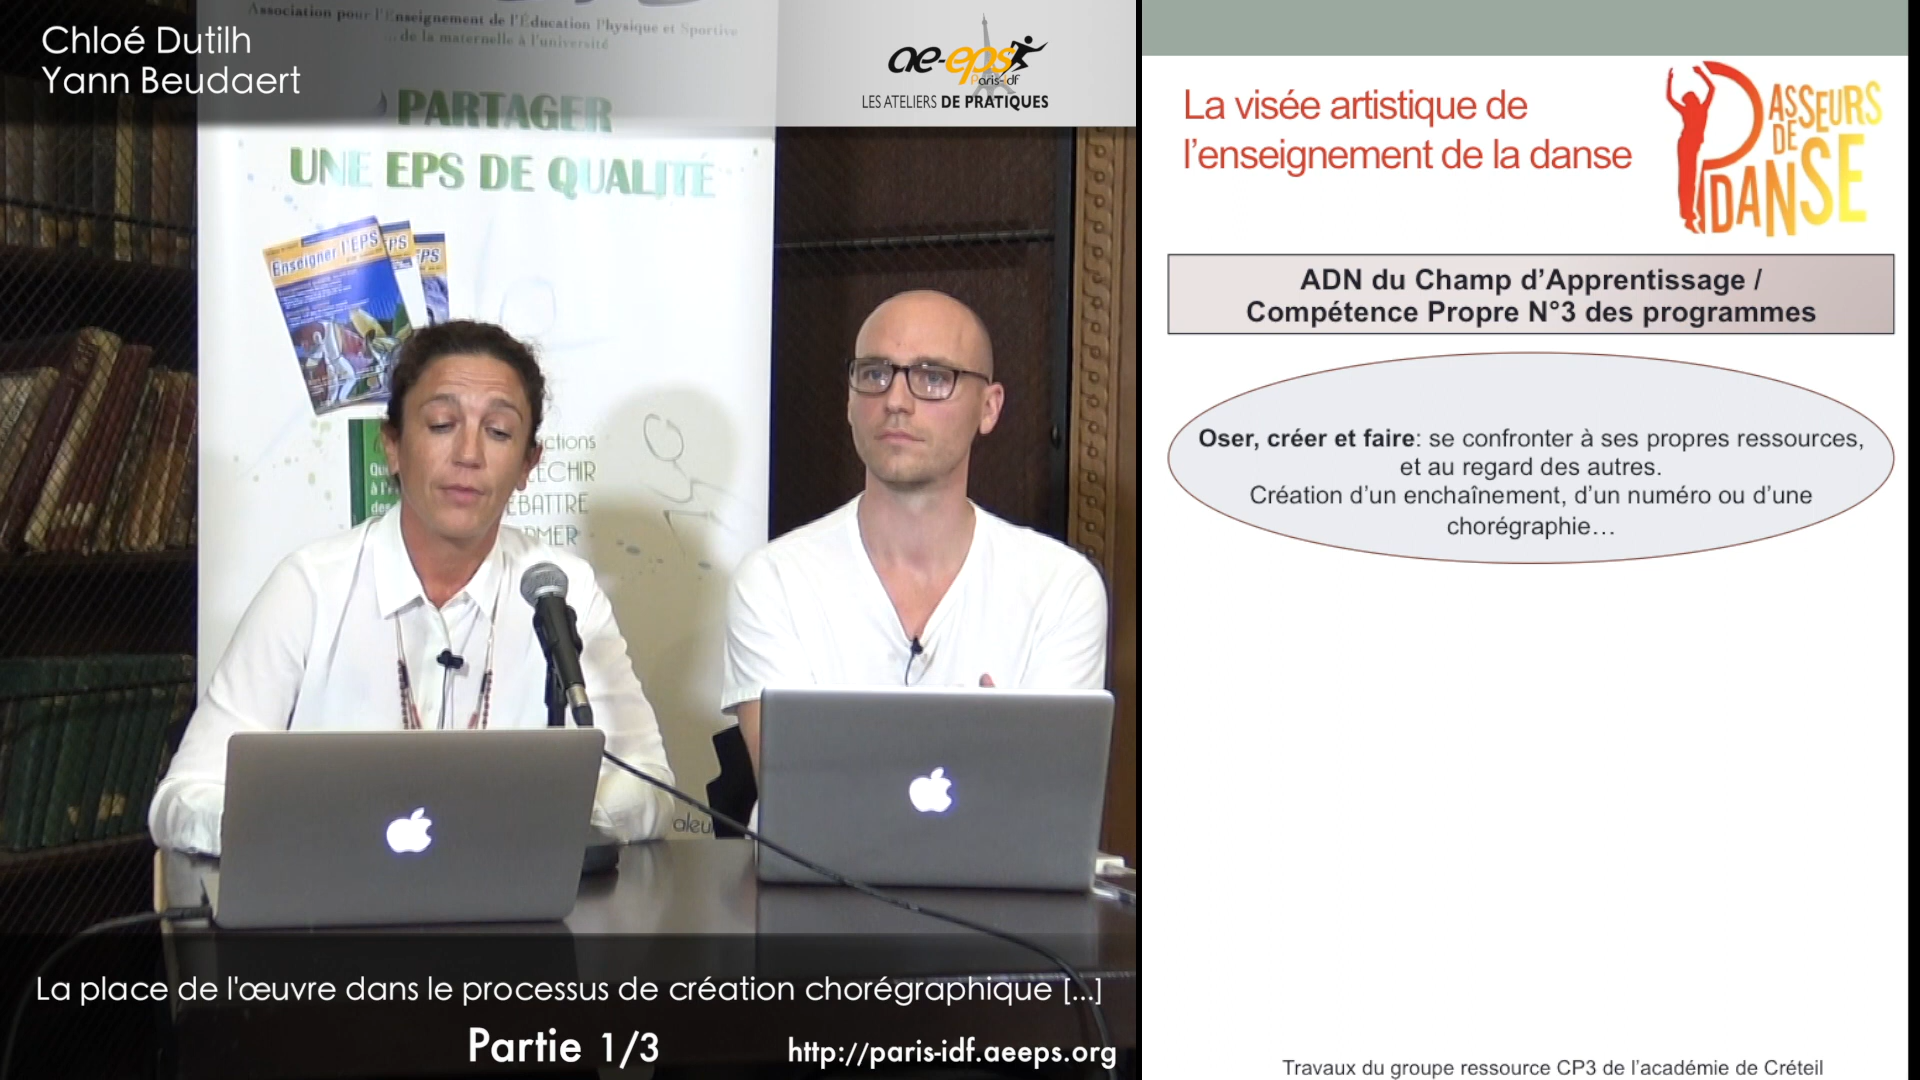 Chloé Dutilh
Yann Beudaert
Association pour l'Enseignement de l'Éducation Physique et Sportive
... de la maternelle à l'université
ae-eps
Paris-idf
LES ATELIERS DE PRATIQUES
PARTAGER
UNE EPS DE QUALITÉ
Enseigner l'EPS
EPS
EPS
La place de l'œuvre dans le processus de création chorégraphique [...]
Partie 1/3
http://paris-idf.aeeps.org
La visée artistique de
l'enseignement de la danse
PASSEURS
DE
DANSE
ADN du Champ d'Apprentissage /
Compétence Propre N°3 des programmes
Oser, créer et faire: se confronter à ses propres ressources,
et au regard des autres.
Création d'un enchaînement, d'un numéro ou d'une
chorégraphie…
Travaux du groupe ressource CP3 de l'académie de Créteil